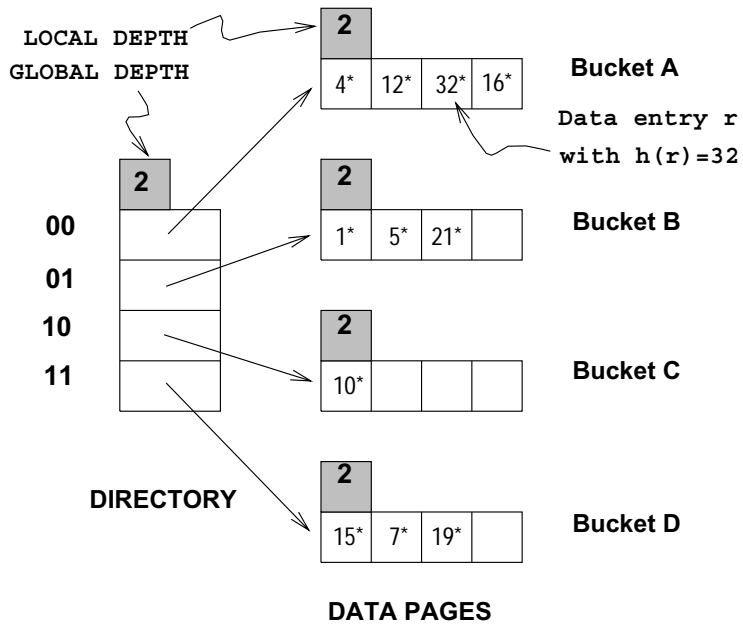 LOCAL DEPTH
GLOBAL DEPTH
2
00
01
10
11
DIRECTORY
2
4* 12* 32* 16*
Bucket A
Data entry r
with h(r)=32
2
1* 5* 21*
Bucket B
2
10*
Bucket C
2
15* 7* 19*
Bucket D
DATA PAGES